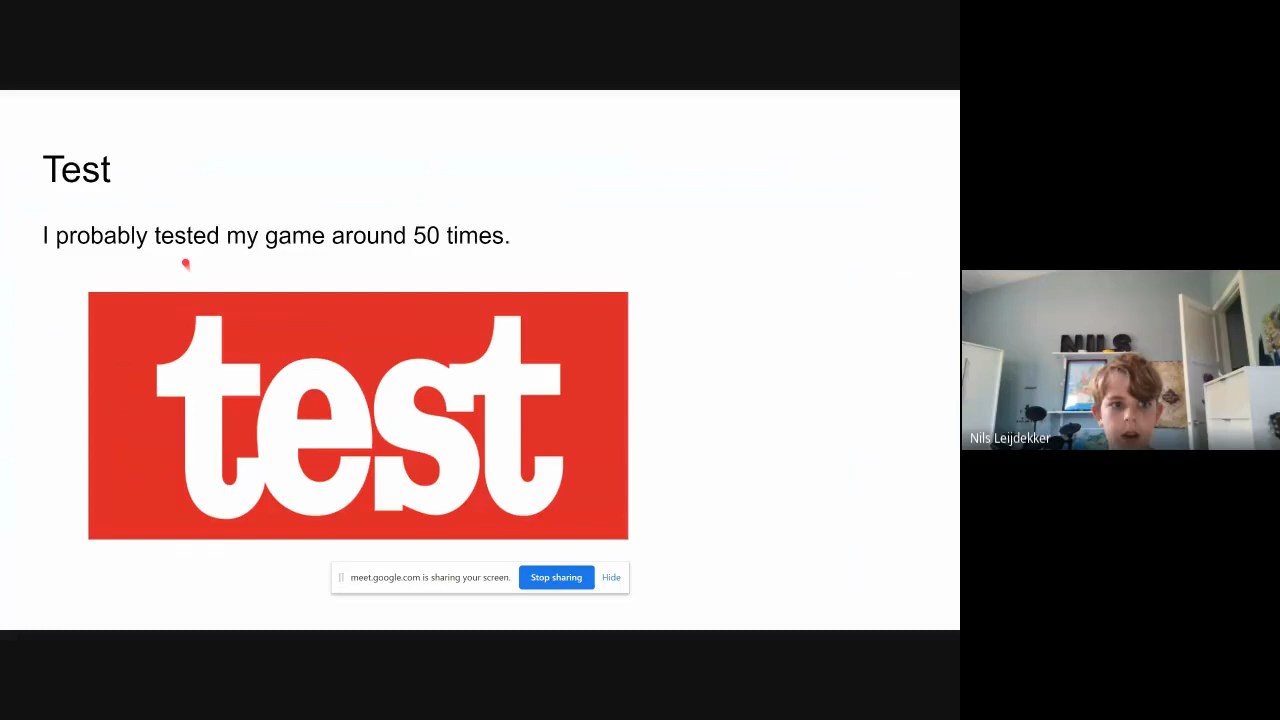 Test
I probably tested my game around 50 times.
test
meet.google.com is sharing your screen. Stop sharing Hide
NILS
Nils Leijdekker